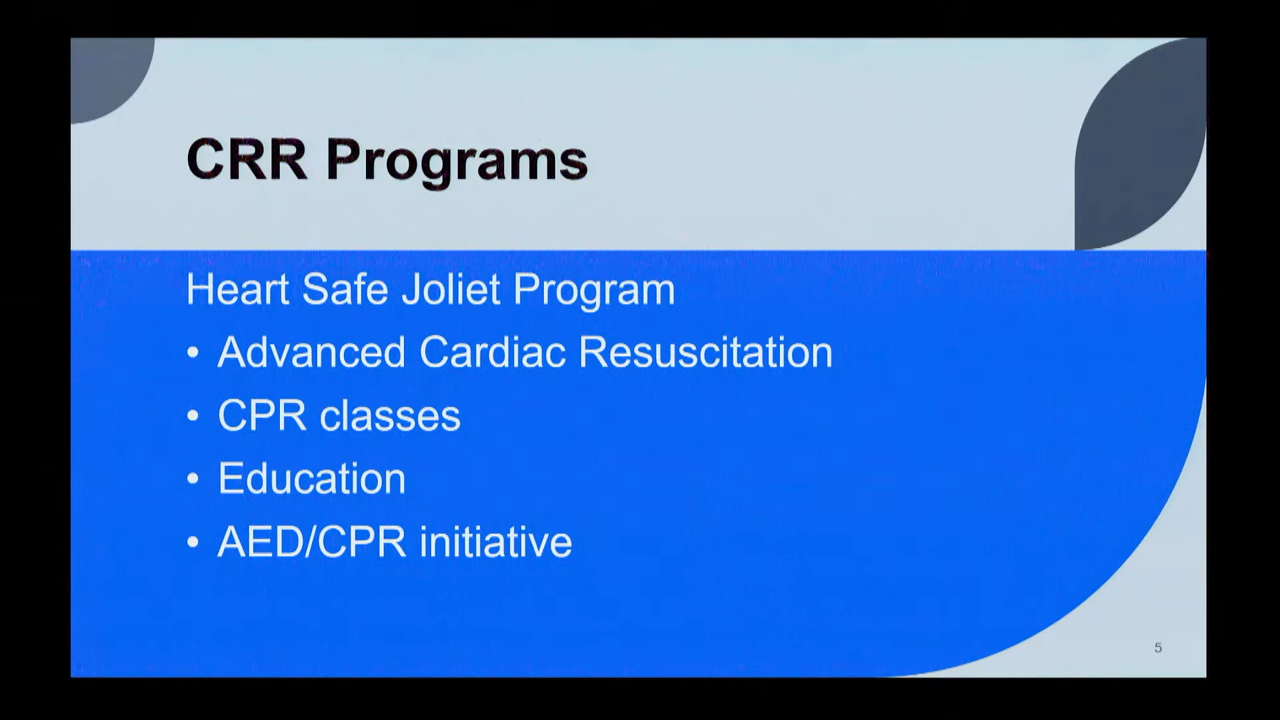 CRR Programs
Heart Safe Joliet Program
• Advanced Cardiac Resuscitation
• CPR classes
• Education
• AED/CPR initiative
5